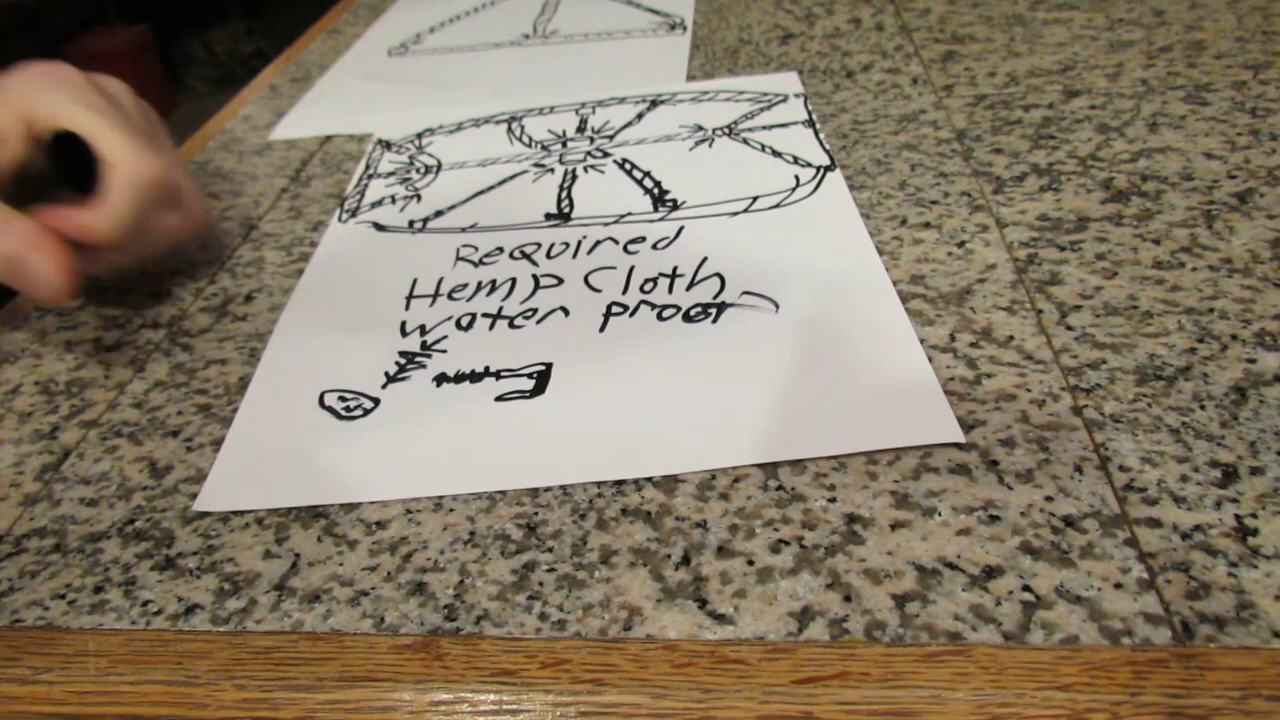 Required
Hemp Cloth
water proof